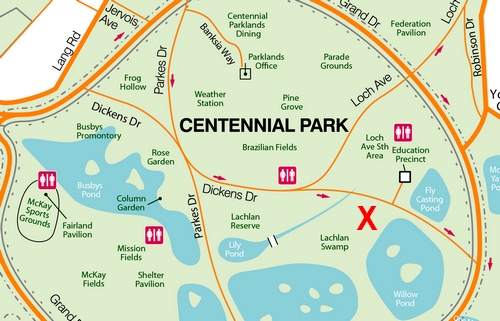 Jervois
Ave
Lang Rd
Banksia Way
Centennial
Parklands
Dining
Grand Dr
Federation
Pavilion
Loch
Robinson Dr
Parkes Dr
Parklands
Office
Parade
Grounds
Frog
Hollow
Weather
Station
Pine
Grove
Loch Ave
Dickens Dr
CENTENNIAL PARK
Busbys
Promontory
Brazilian Fields
Loch
Ave 5th
Area
Education
Precinct
Rose
Garden
Busbys
Pond
Column
Garden
Dickens Dr
Fly
Casting
Pond
McKay
Sports
Grounds
Fairland
Pavilion
Parkes Dr
Lachlan
Reserve
X
Mission
Fields
Lily
Pond
Lachlan
Swamp
McKay
Fields
Shelter
Pavilion
Willow
Pond
Grand